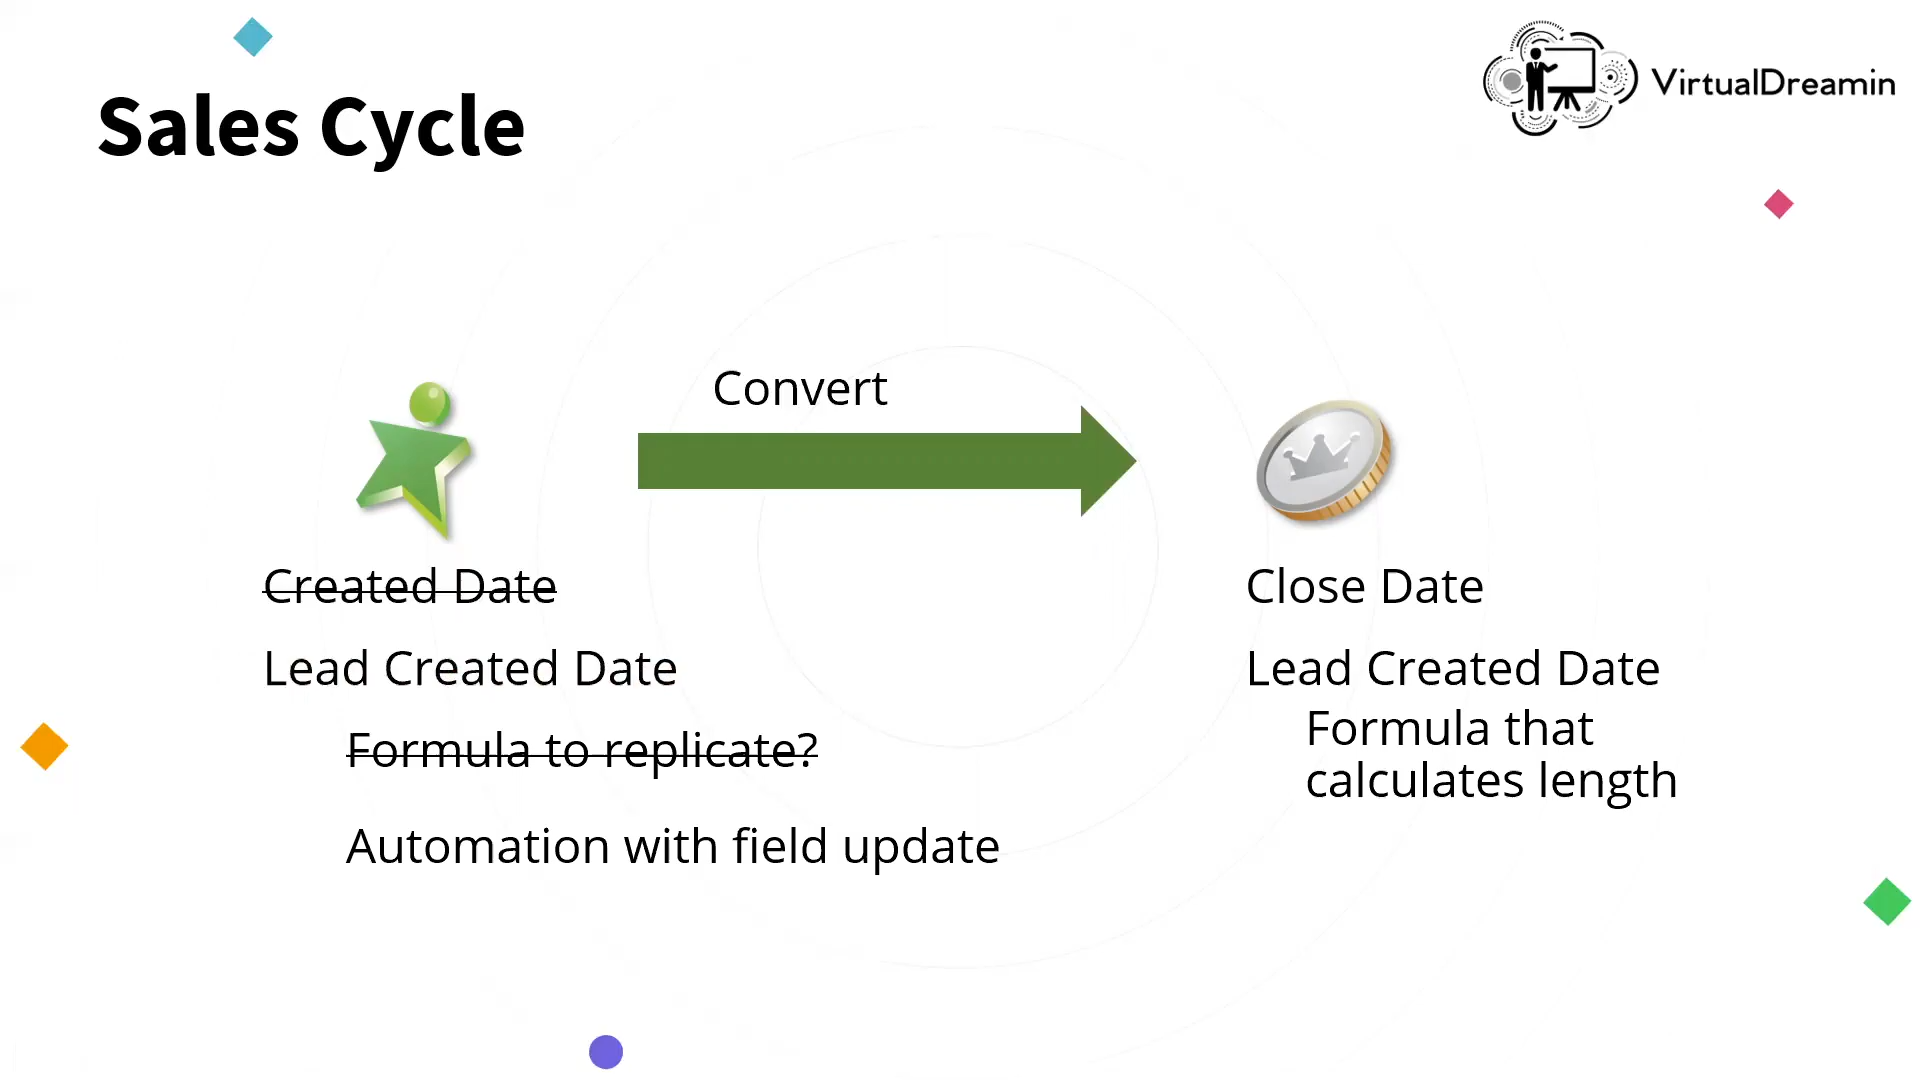 VirtualDreamin
Sales Cycle
Convert
Created Date
Lead Created Date
Formula to replicate?
Automation with field update
Close Date
Lead Created Date
Formula that
calculates length